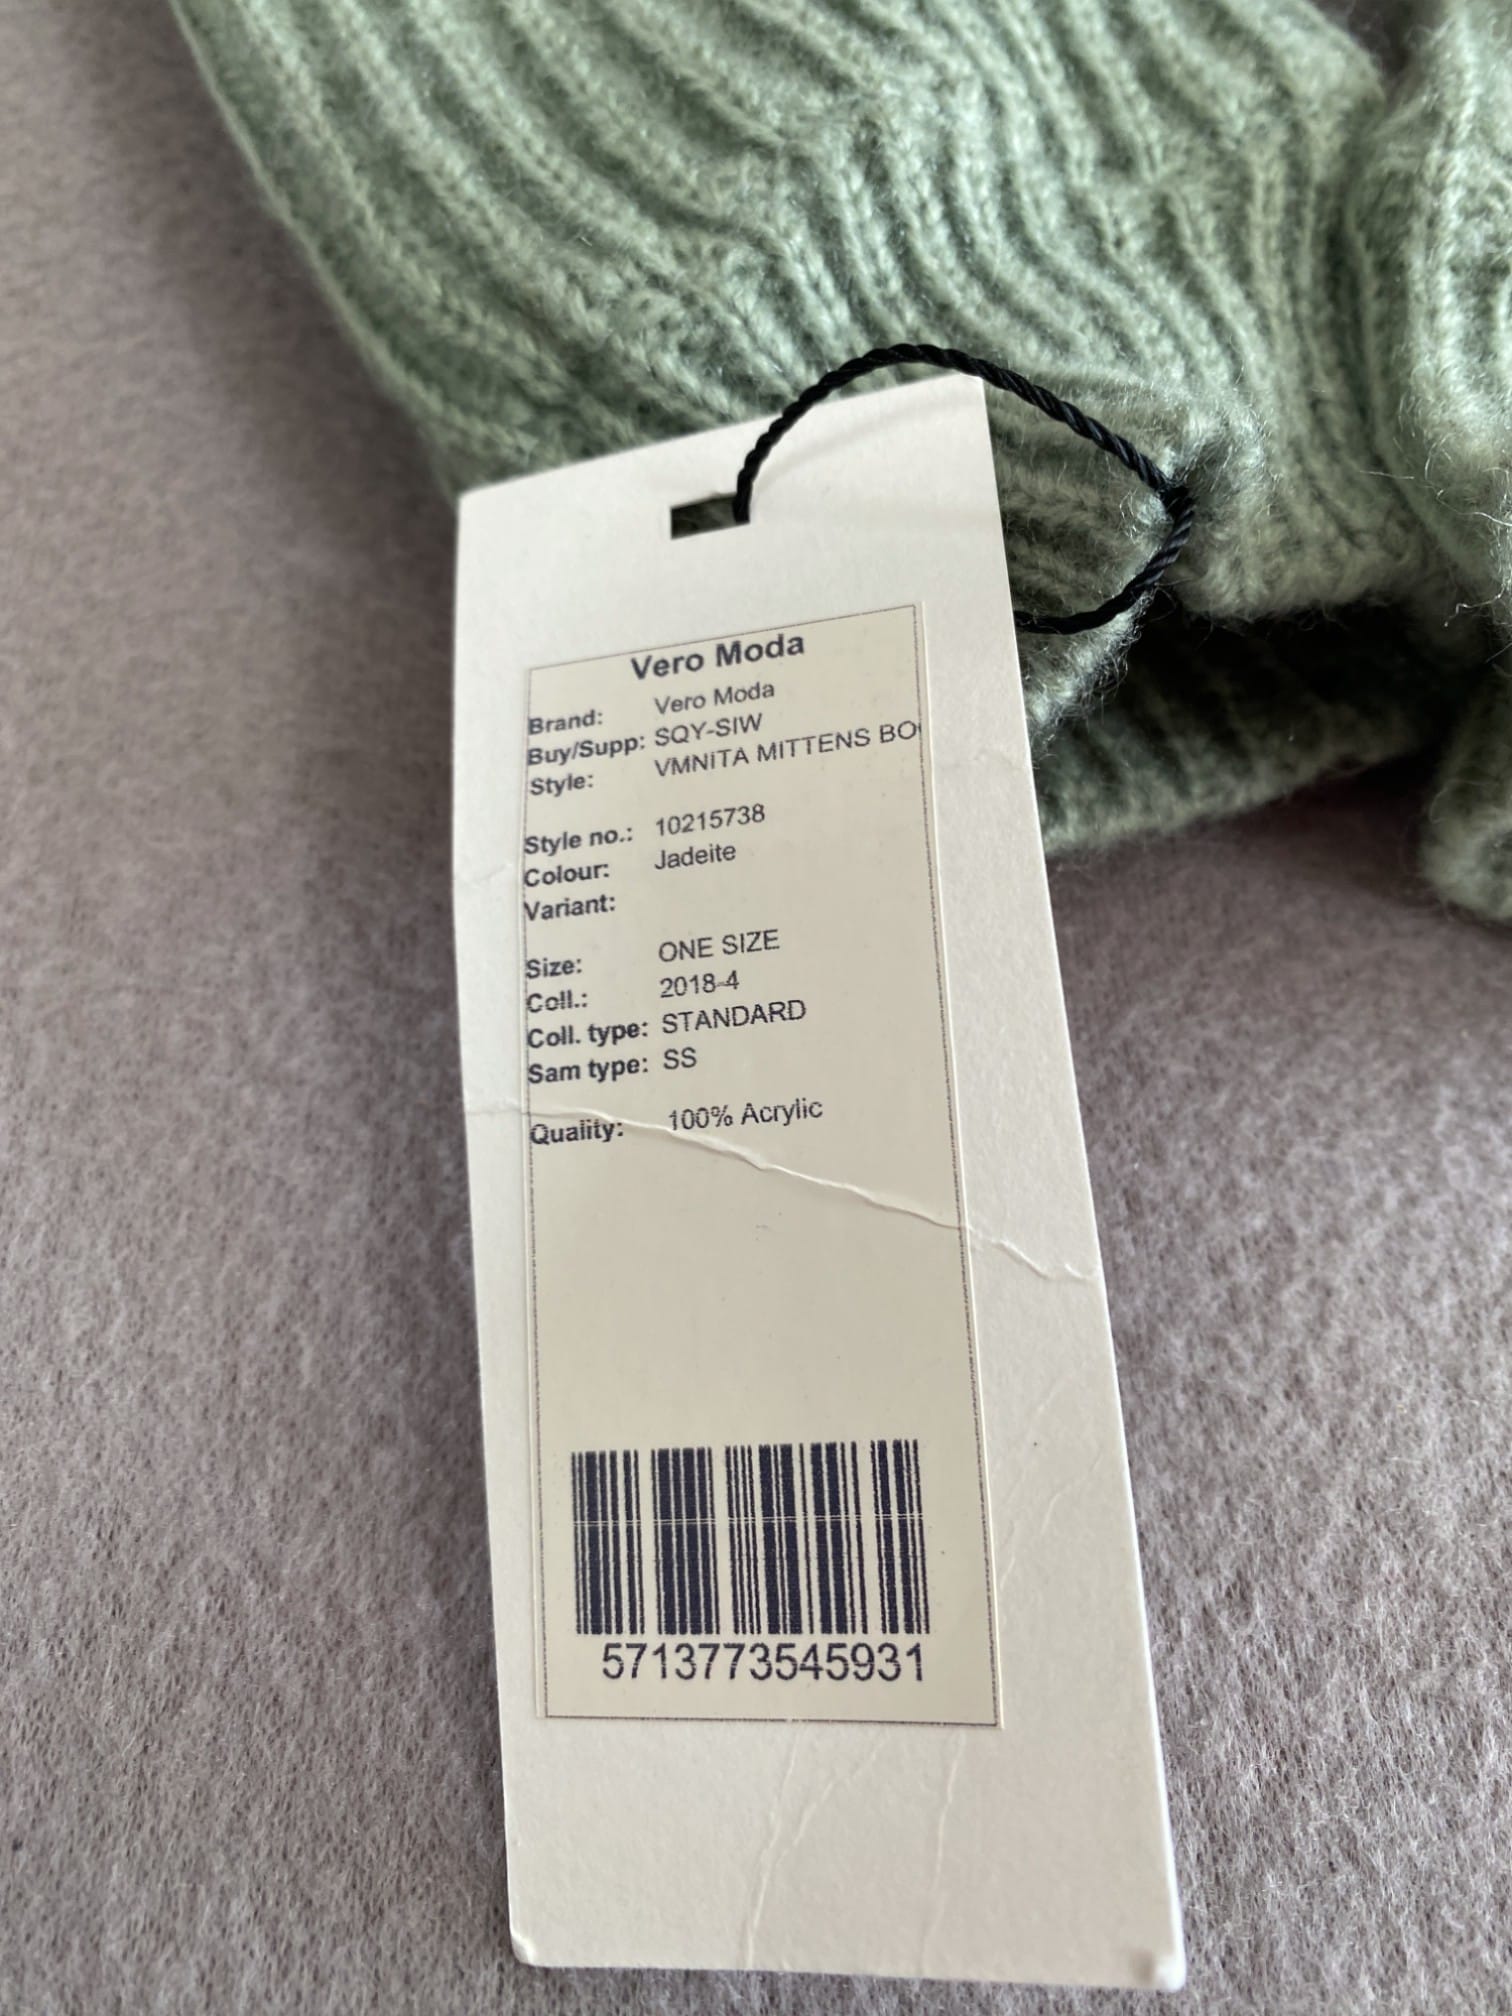 Vero Moda
Brand: Vero Moda
Buy/Supp: SQY-SIW
Style: VMNITA MITTENS BO
Style no.: 10215738
Colour: Jadeite
Variant:
Size: ONE SIZE
Coll.: 2018-4
Coll. type: STANDARD
Sam type: SS
Quality: 100% Acrylic
5713773545931